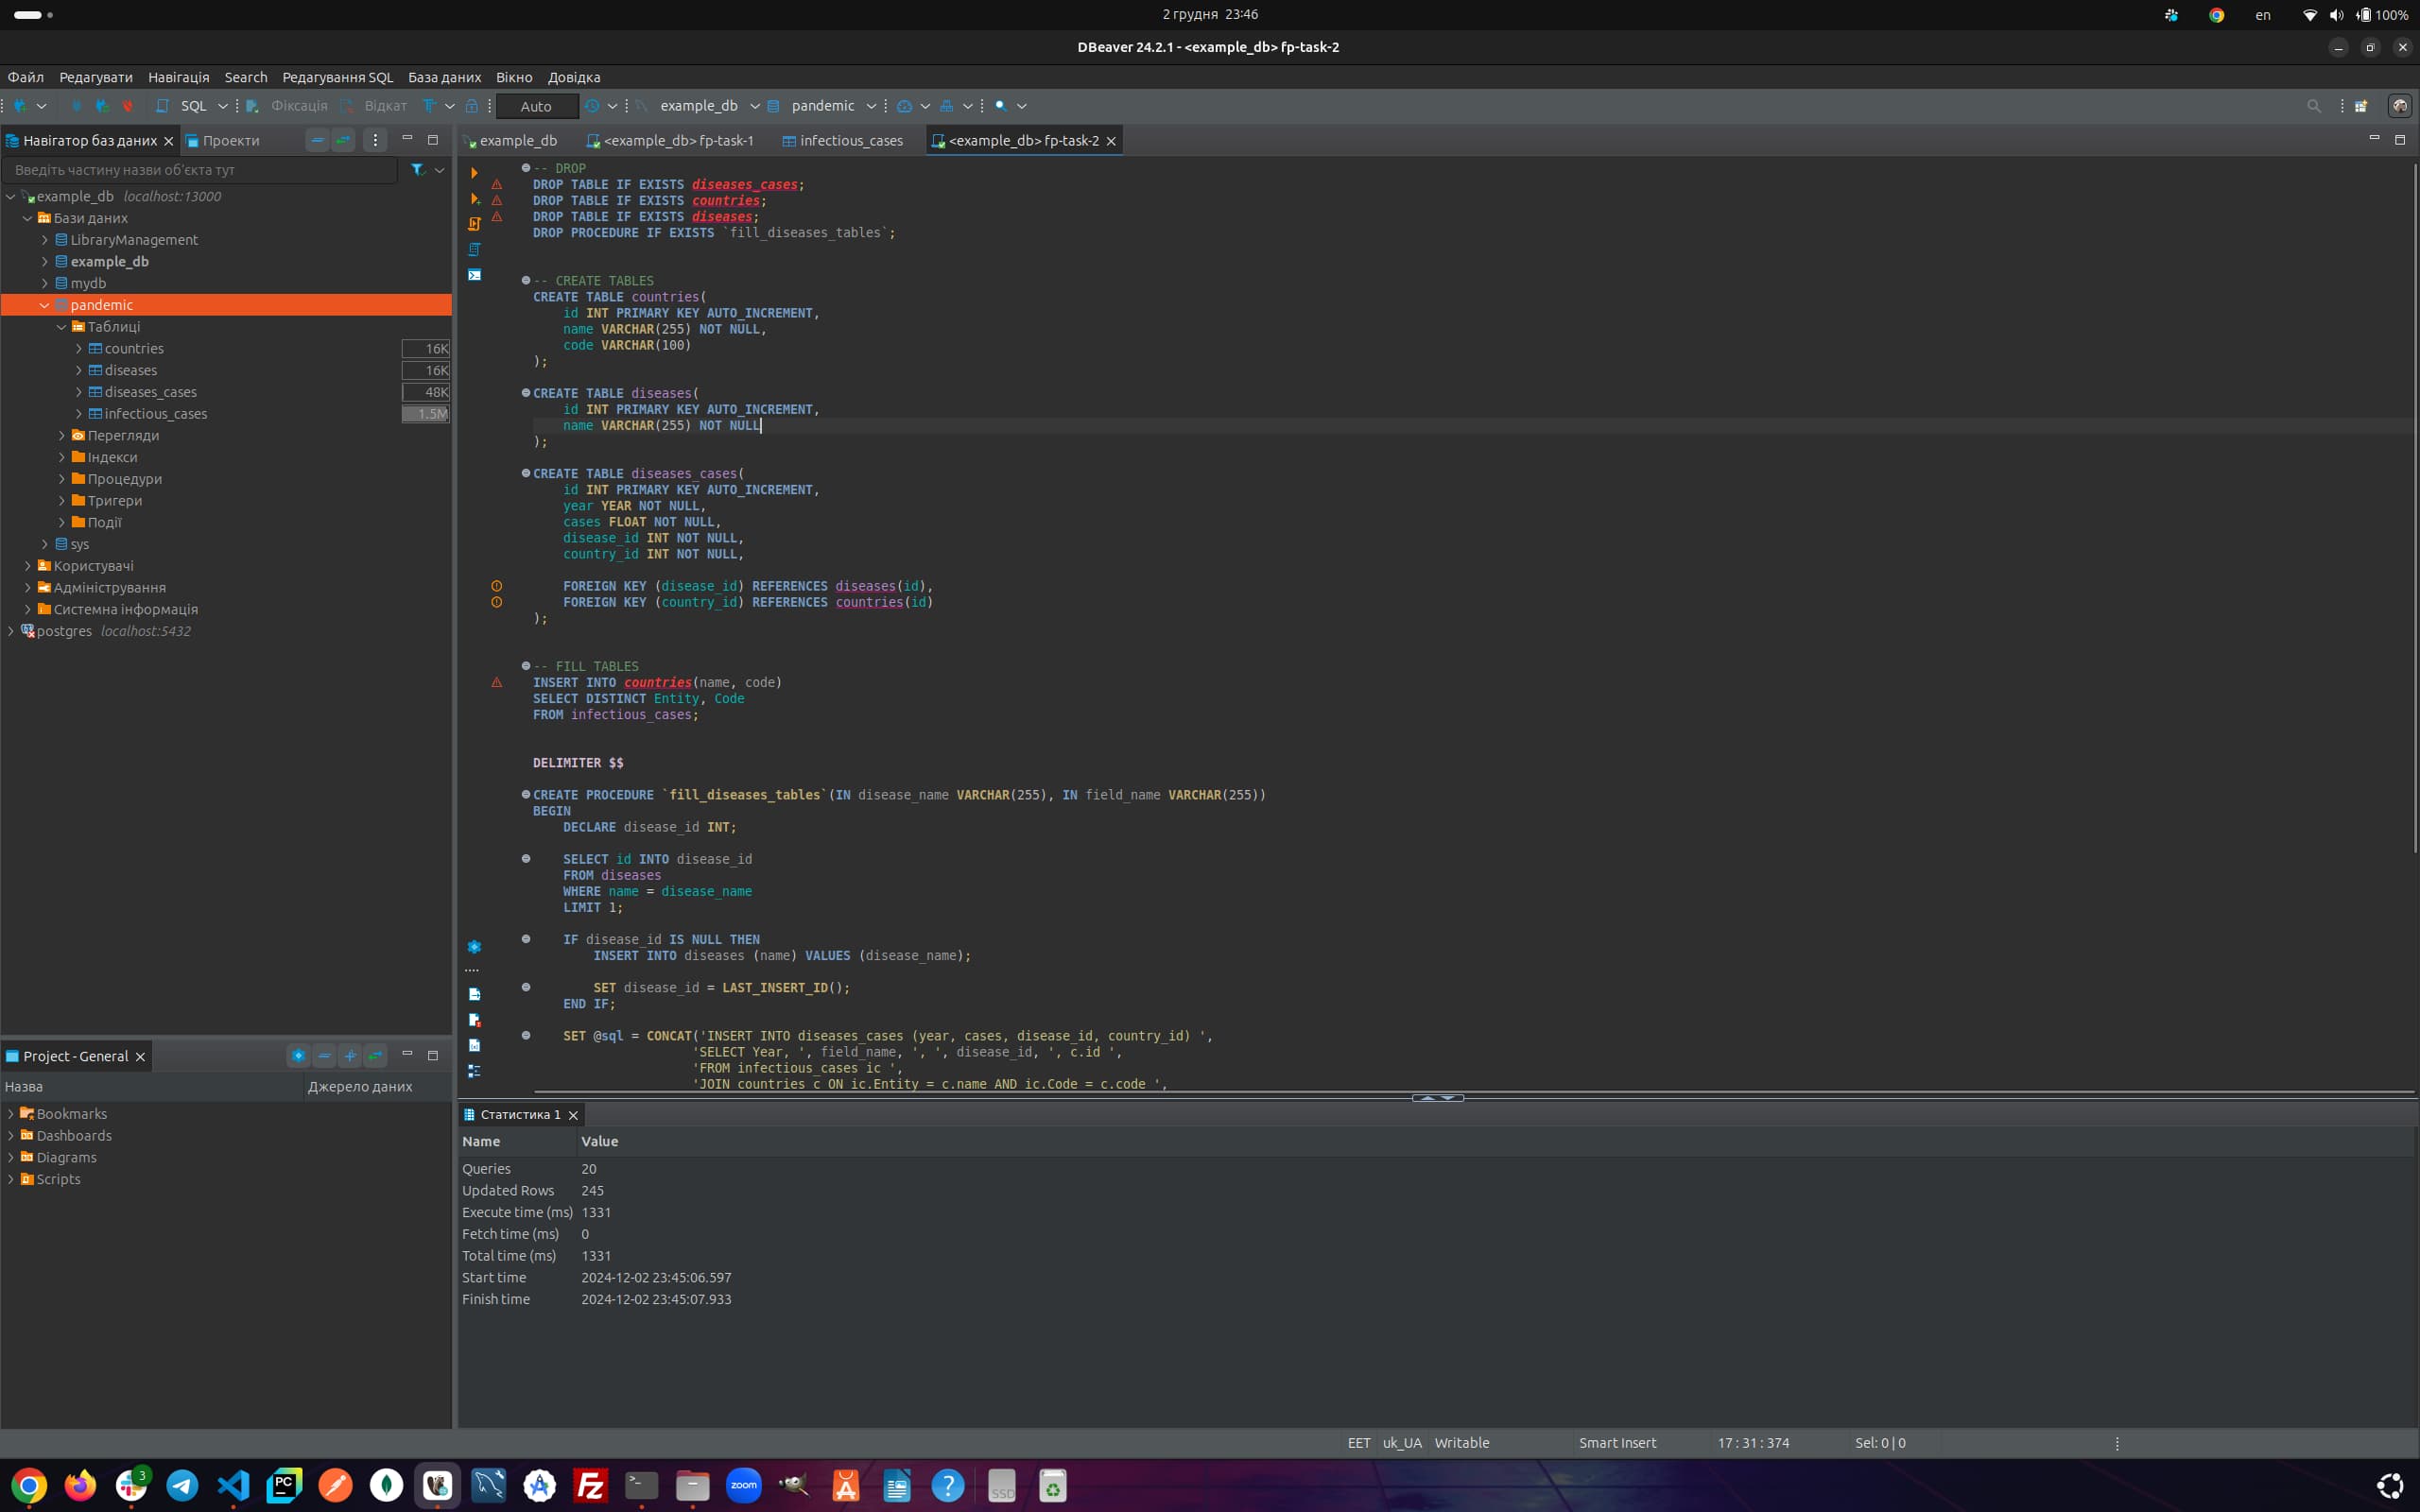 2 грудня 23:46
en
100%
DBeaver 24.2.1 - <example_db> fp-task-2
Файл Редагувати Навігація Search Редагування SQL База даних Вікно Довідка
SQL Фіксація Відкат Auto example_db pandemic
Навігатор баз даних Проекти
example_db <example_db> fp-task-1 infectious_cases <example_db> fp-task-2
Введіть частину назви об'єкта тут
example_db localhost:13000
Бази даних
LibraryManagement
example_db
mydb
pandemic
Таблиці
countries 16K
diseases 16K
diseases_cases 48K
infectious_cases 1.5M
Перегляди
Індекси
Процедури
Тригери
Події
sys
Користувачі
Адміністрування
Системна інформація
postgres localhost:5432
-- DROP
DROP TABLE IF EXISTS diseases_cases;
DROP TABLE IF EXISTS countries;
DROP TABLE IF EXISTS diseases;
DROP PROCEDURE IF EXISTS `fill_diseases_tables`;
-- CREATE TABLES
CREATE TABLE countries(
id INT PRIMARY KEY AUTO_INCREMENT,
name VARCHAR(255) NOT NULL,
code VARCHAR(100)
);
CREATE TABLE diseases(
id INT PRIMARY KEY AUTO_INCREMENT,
name VARCHAR(255) NOT NULL
);
CREATE TABLE diseases_cases(
id INT PRIMARY KEY AUTO_INCREMENT,
year YEAR NOT NULL,
cases FLOAT NOT NULL,
disease_id INT NOT NULL,
country_id INT NOT NULL,
FOREIGN KEY (disease_id) REFERENCES diseases(id),
FOREIGN KEY (country_id) REFERENCES countries(id)
);
-- FILL TABLES
INSERT INTO countries(name, code)
SELECT DISTINCT Entity, Code
FROM infectious_cases;
DELIMITER $$
CREATE PROCEDURE `fill_diseases_tables`(IN disease_name VARCHAR(255), IN field_name VARCHAR(255))
BEGIN
DECLARE disease_id INT;
SELECT id INTO disease_id
FROM diseases
WHERE name = disease_name
LIMIT 1;
IF disease_id IS NULL THEN
INSERT INTO diseases (name) VALUES (disease_name);
SET disease_id = LAST_INSERT_ID();
END IF;
SET @sql = CONCAT('INSERT INTO diseases_cases (year, cases, disease_id, country_id) ',
'SELECT Year, ', field_name, ', ', disease_id, ', c.id ',
'FROM infectious_cases ic ',
'JOIN countries c ON ic.Entity = c.name AND ic.Code = c.code ',
Project - General
Назва Джерело даних
Bookmarks
Dashboards
Diagrams
Scripts
Статистика 1
Name Value
Queries 20
Updated Rows 245
Execute time (ms) 1331
Fetch time (ms) 0
Total time (ms) 1331
Start time 2024-12-02 23:45:06.597
Finish time 2024-12-02 23:45:07.933
EET uk_UA Writable Smart Insert 17 : 31 : 374 Sel: 0 | 0
3
PC
zoom
SSD